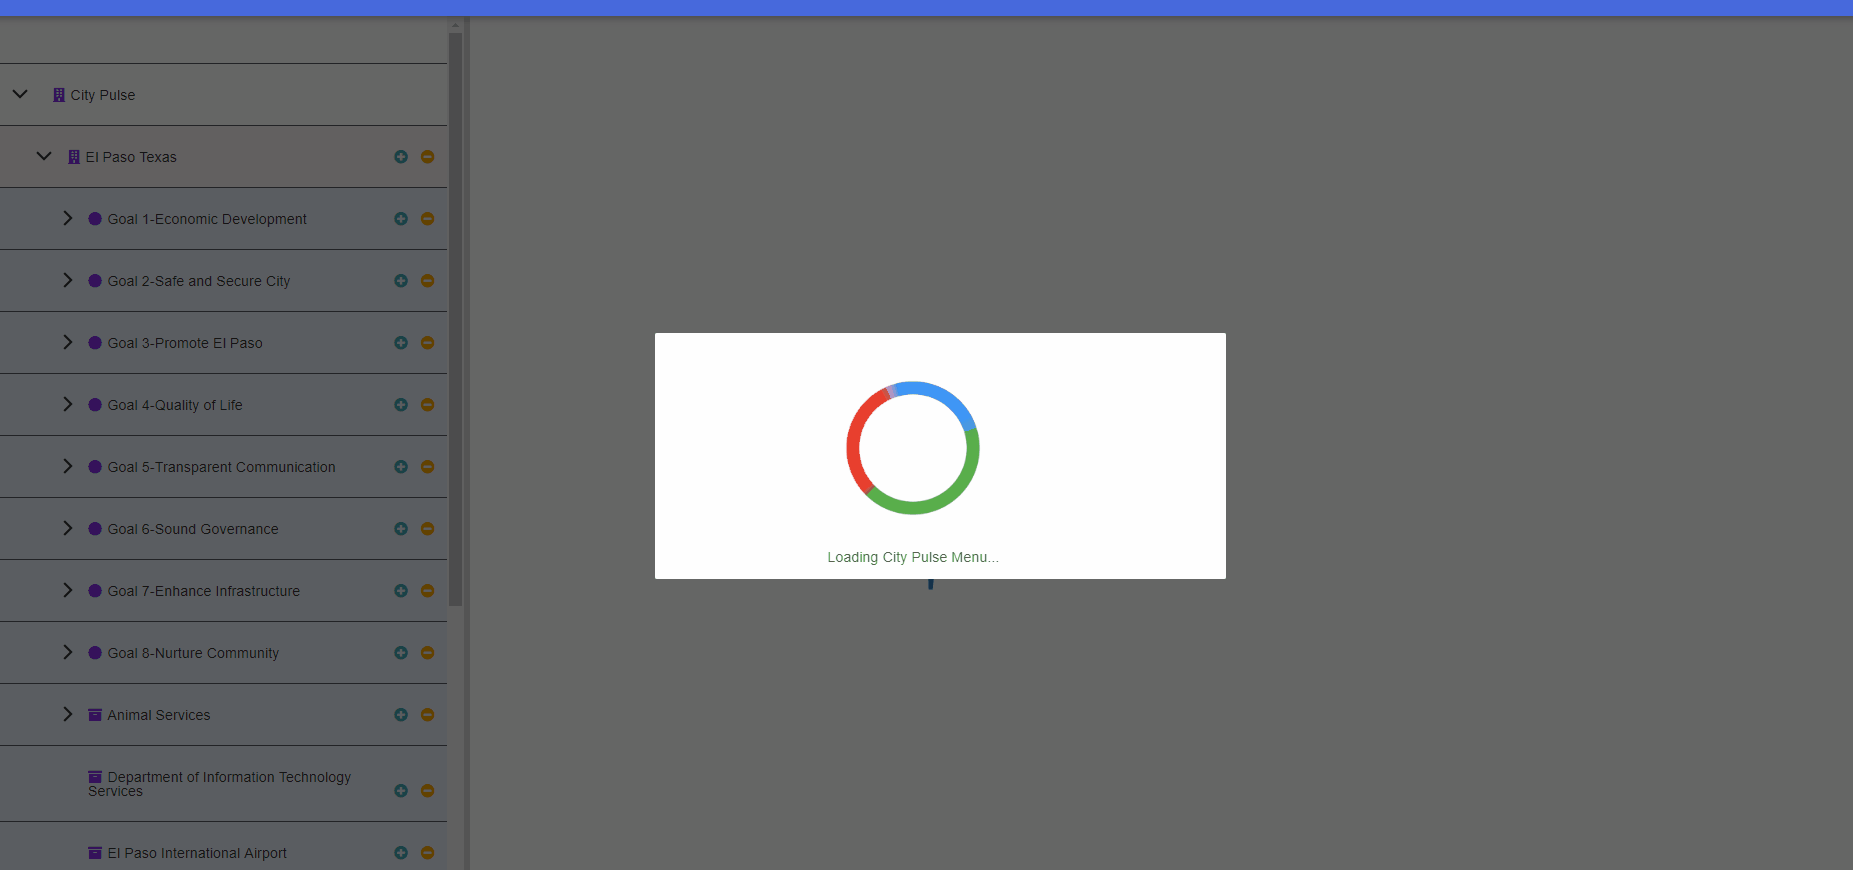 City Pulse
El Paso Texas
Goal 1-Economic Development
Goal 2-Safe and Secure City
Goal 3-Promote El Paso
Goal 4-Quality of Life
Goal 5-Transparent Communication
Goal 6-Sound Governance
Goal 7-Enhance Infrastructure
Goal 8-Nurture Community
Animal Services
Department of Information Technology
Services
El Paso International Airport
Loading City Pulse Menu...